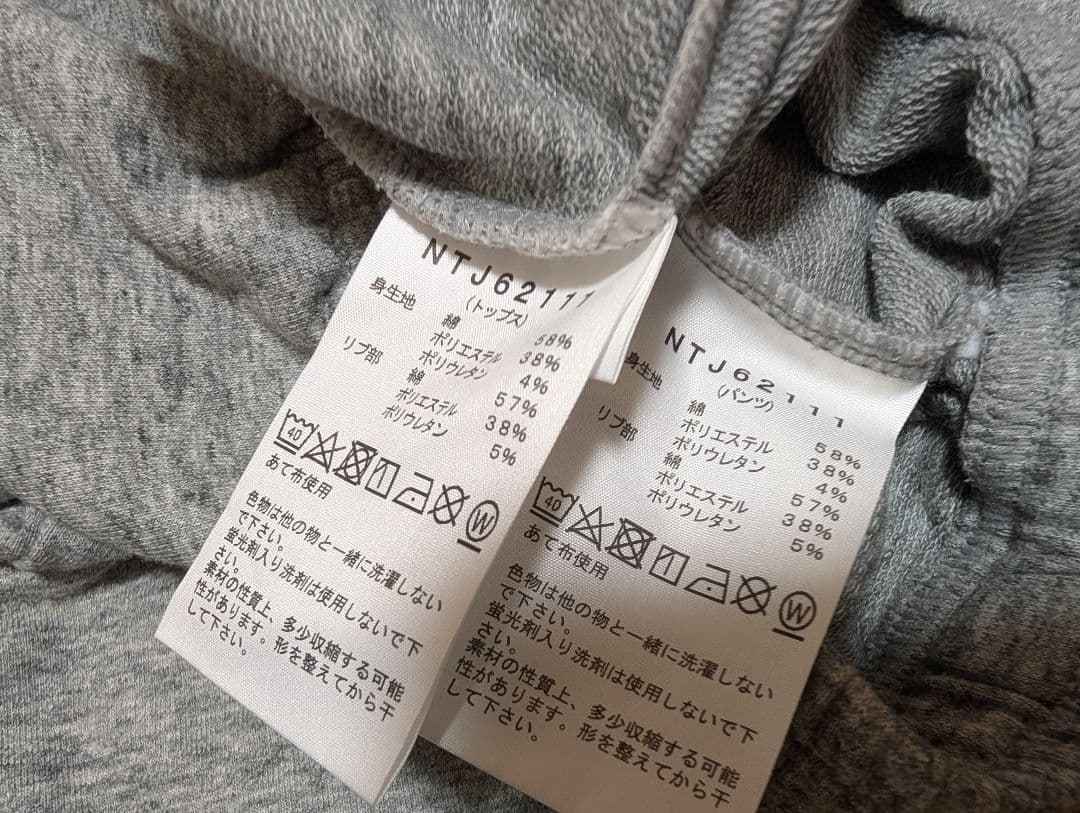 NTJ62111
(トップス)
身生地
綿 58%
ポリエステル 38%
ポリウレタン 4%
リブ部
綿 57%
ポリエステル 38%
ポリウレタン 5%
40
あて布使用
W
色物は他の物と一緒に洗濯しない
で下さい。
蛍光剤入り洗剤は使用しないで下
さい。
素材の性質上、多少収縮する可能
性があります。形を整えてから干
して下さい。
NTJ62111
(パンツ)
身生地
綿 58%
ポリエステル 38%
ポリウレタン 4%
リブ部
綿 57%
ポリエステル 38%
ポリウレタン 5%
40
あて布使用
W
色物は他の物と一緒に洗濯しない
で下さい。
蛍光剤入り洗剤は使用しないで下
さい。
素材の性質上、多少収縮する可能
性があります。形を整えてから干
して下さい。